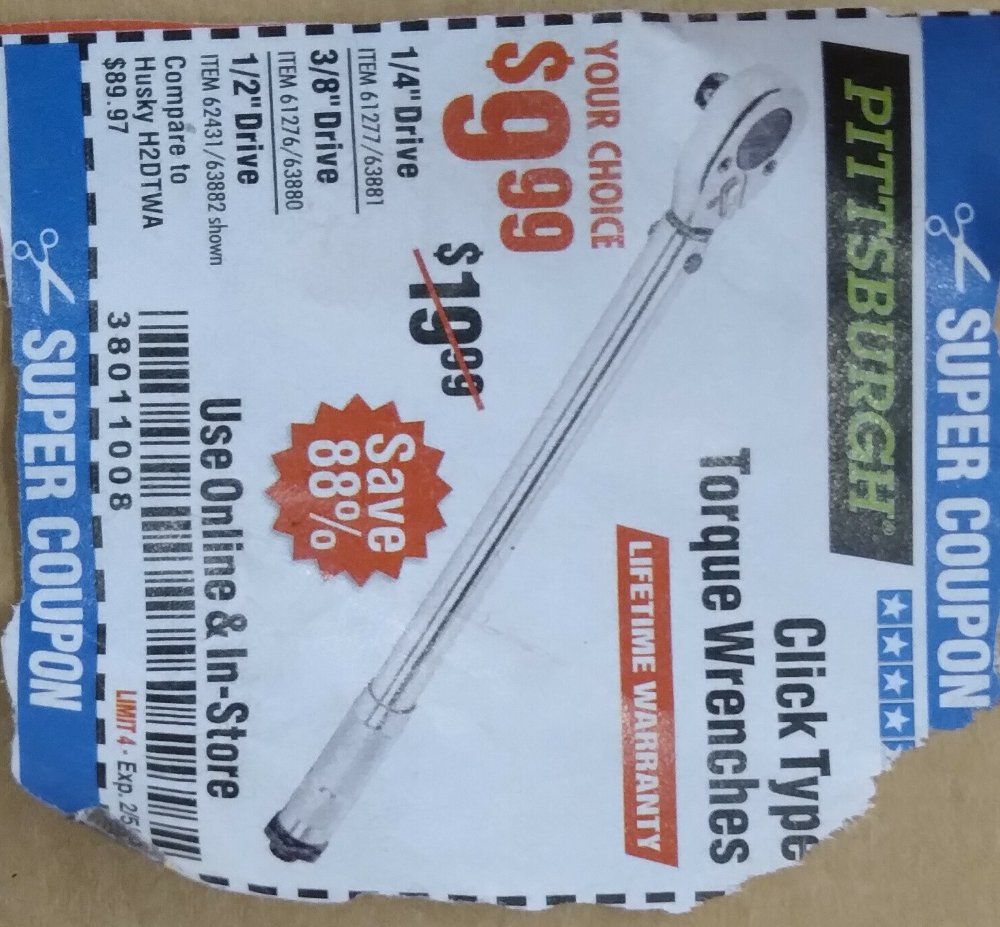 SUPER COUPON
PITTSBURGH®
Click Type
Torque Wrenches
LIFETIME WARRANTY
YOUR CHOICE
$9 99
$19 99
Save
88%
1/4" Drive
ITEM 61277/63881
3/8" Drive
ITEM 61276/63880
1/2" Drive
ITEM 62431/63882 shown
Compare to
Husky H2DTWA
$89.97
Use Online & In-Store
38011008
LIMIT 4 - Exp. 2/5
SUPER COUPON